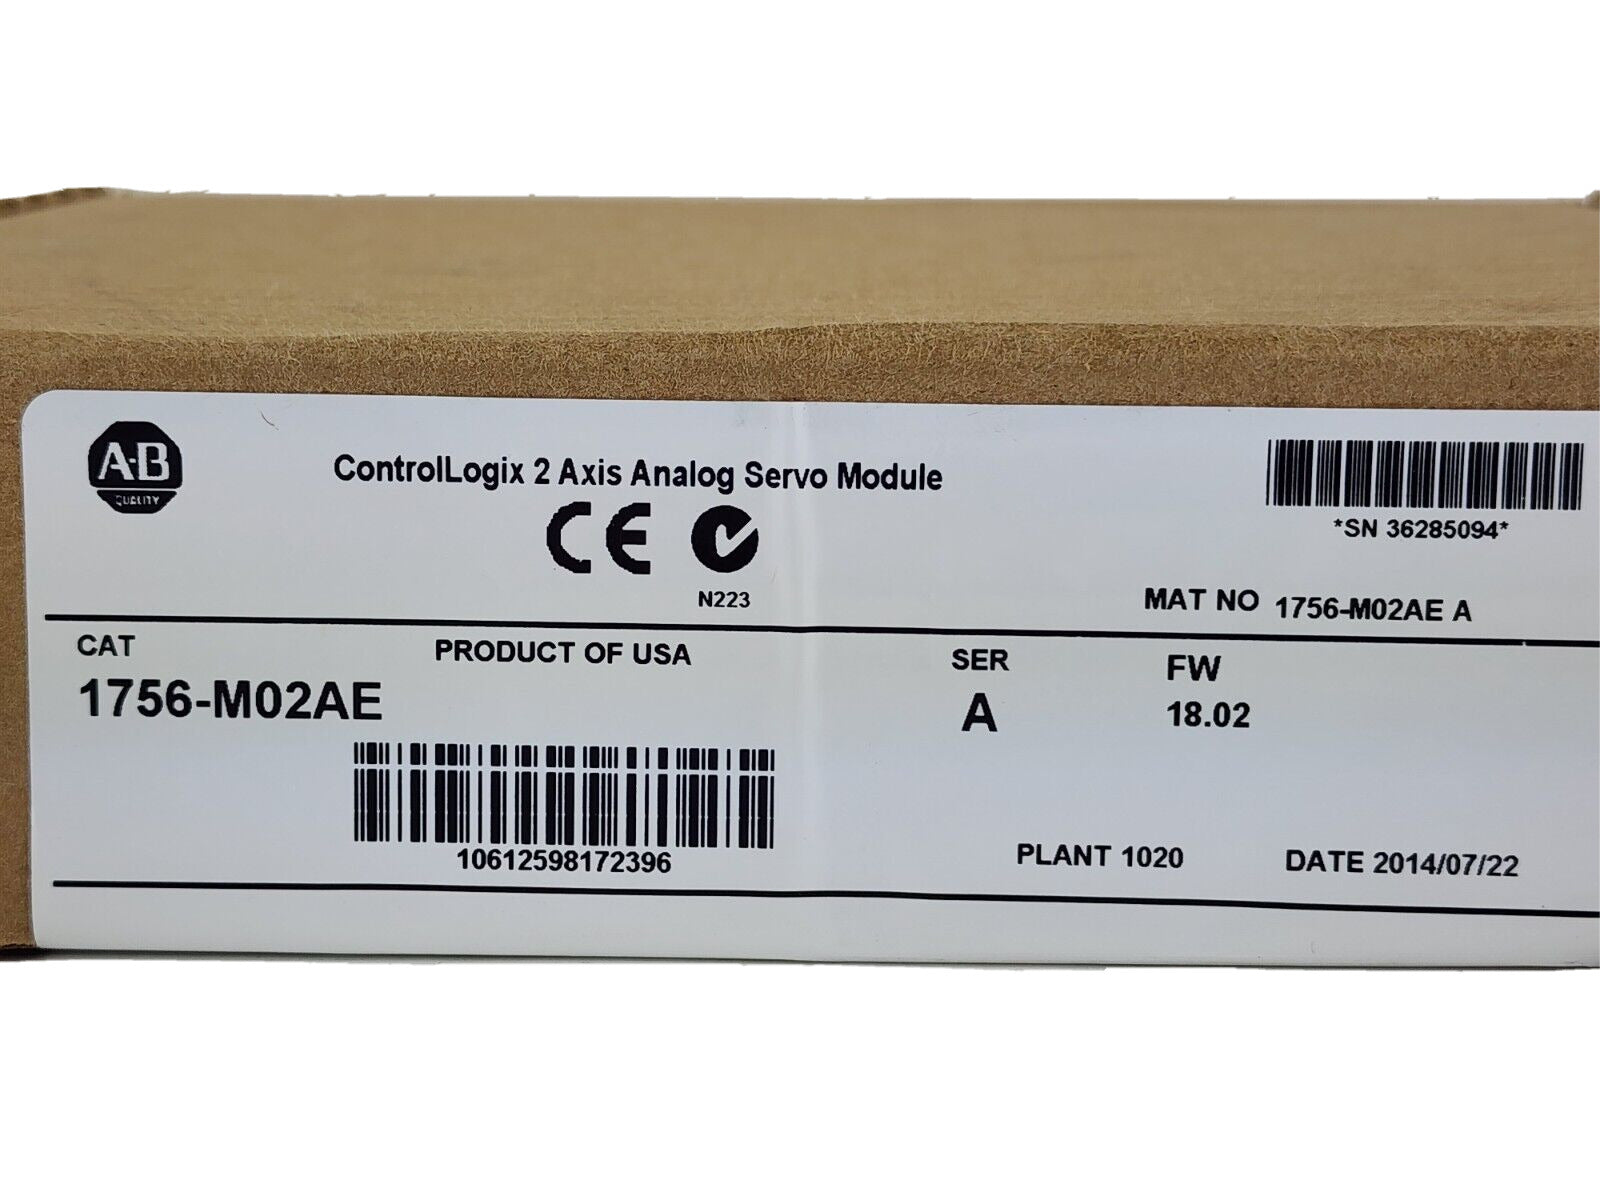 A-B
QUALITY
ControlLogix 2 Axis Analog Servo Module
CE
N223
*SN 36285094*
MAT NO 1756-M02AE A
CAT
PRODUCT OF USA
SER
FW
1756-M02AE
A
18.02
10612598172396
PLANT 1020
DATE 2014/07/22